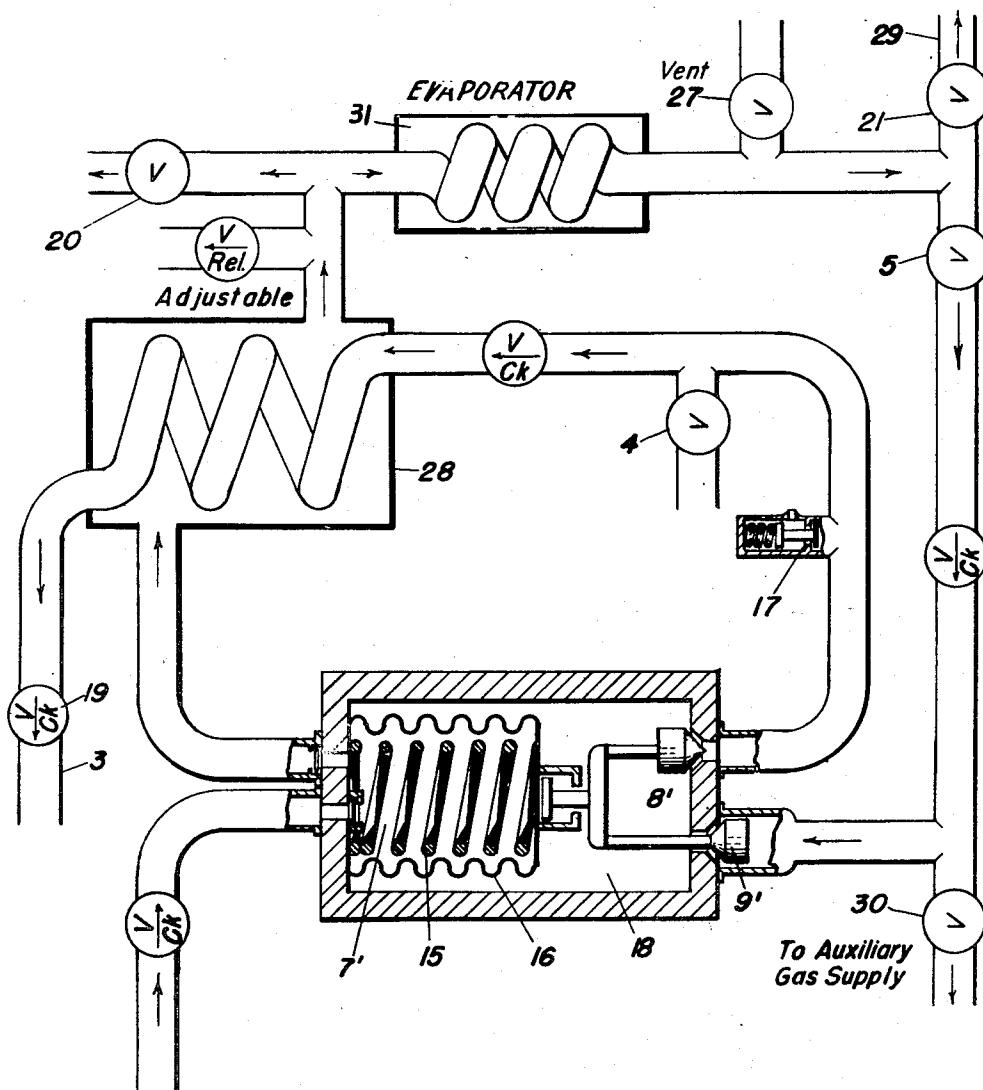 29
Vent
27
V
V
EVAPORATOR
31
21
V
20
V
Rel.
5
V
Adjustable
V
Ck
4
V
28
17
V
Ck
19
V
Ck
3
8'
9'
30
V
V
Ck
7'
15
16
18
To Auxiliary
Gas Supply